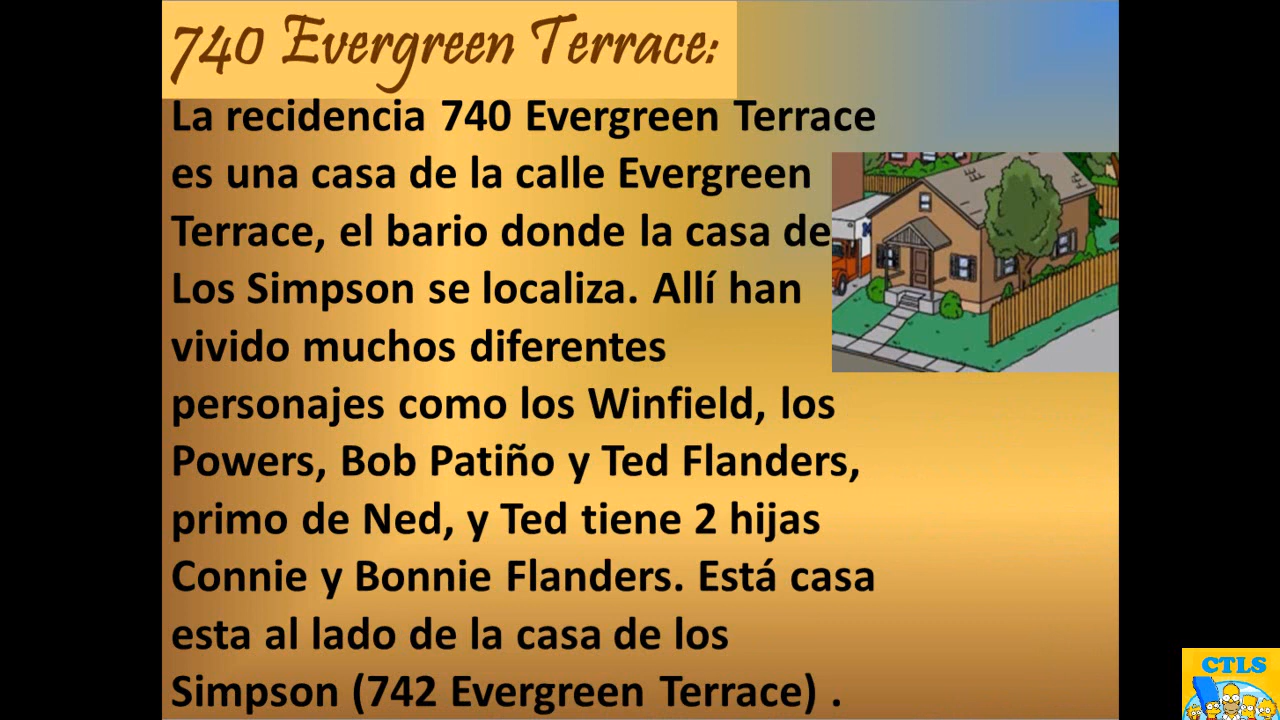 740 Evergreen Terrace:
La recidencia 740 Evergreen Terrace
es una casa de la calle Evergreen
Terrace, el bario donde la casa de
Los Simpson se localiza. Allí han
vivido muchos diferentes
personajes como los Winfield, los
Powers, Bob Patiño y Ted Flanders,
primo de Ned, y Ted tiene 2 hijas
Connie y Bonnie Flanders. Está casa
esta al lado de la casa de los
Simpson (742 Evergreen Terrace) .
CTLS